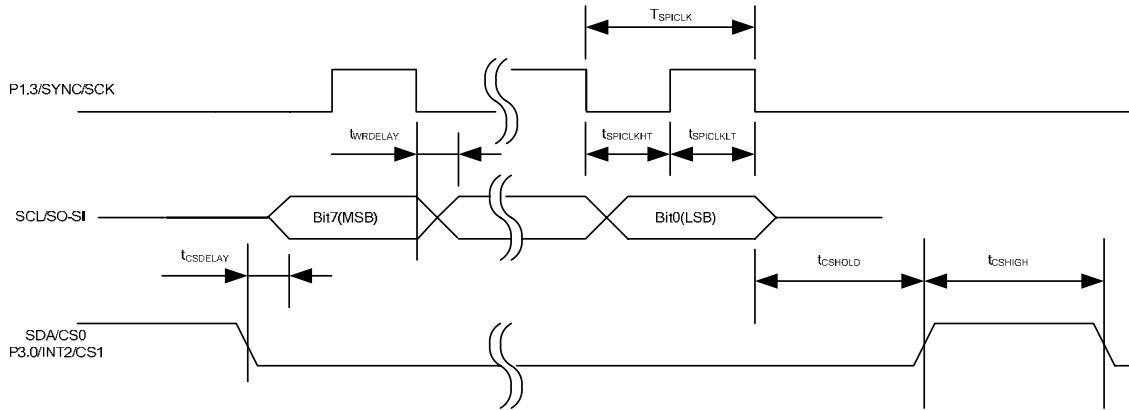 TSPICLK
P1.3/SYNC/SCK
tWRDELAY
tSPICLKHT
tSPICLKLT
SCL/SO-SI
Bit7(MSB)
Bit0(LSB)
tCSDELAY
tCSHOLD
tCSHIGH
SDA/CS0
P3.0/INT2/CS1